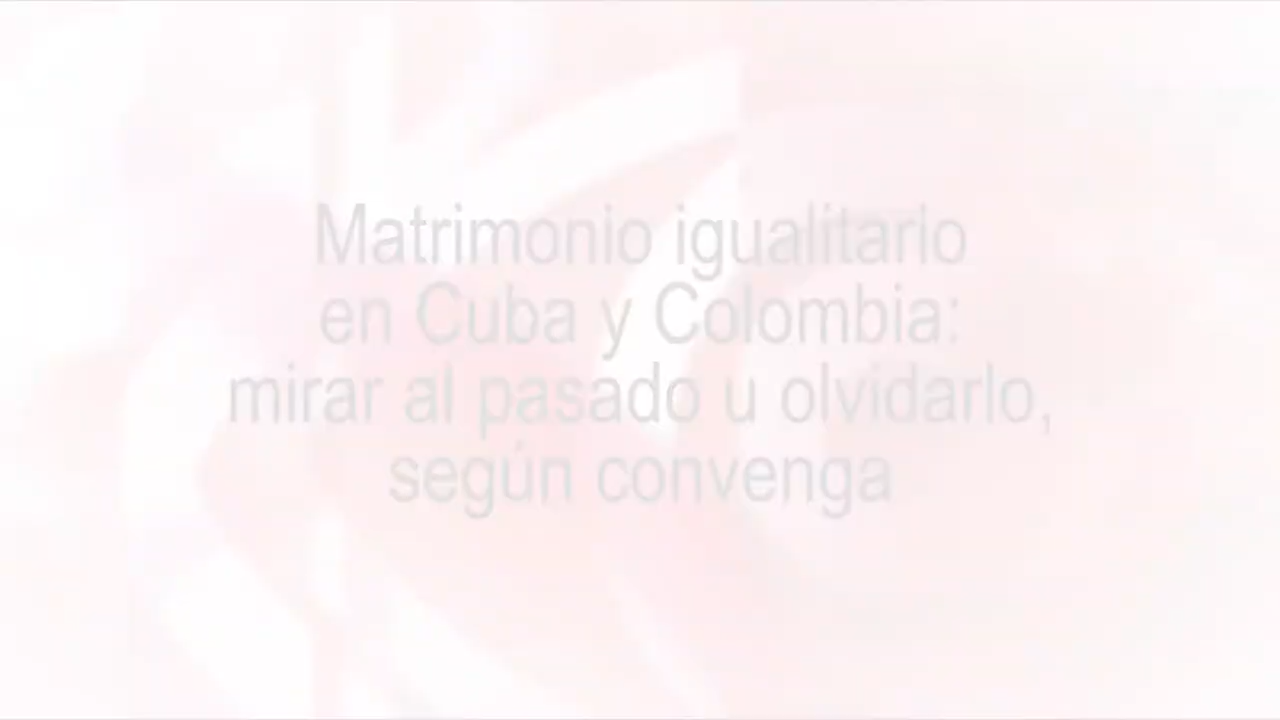 Matrimonio igualitario
en Cuba y Colombia:
mirar al pasado u olvidarlo,
según convenga